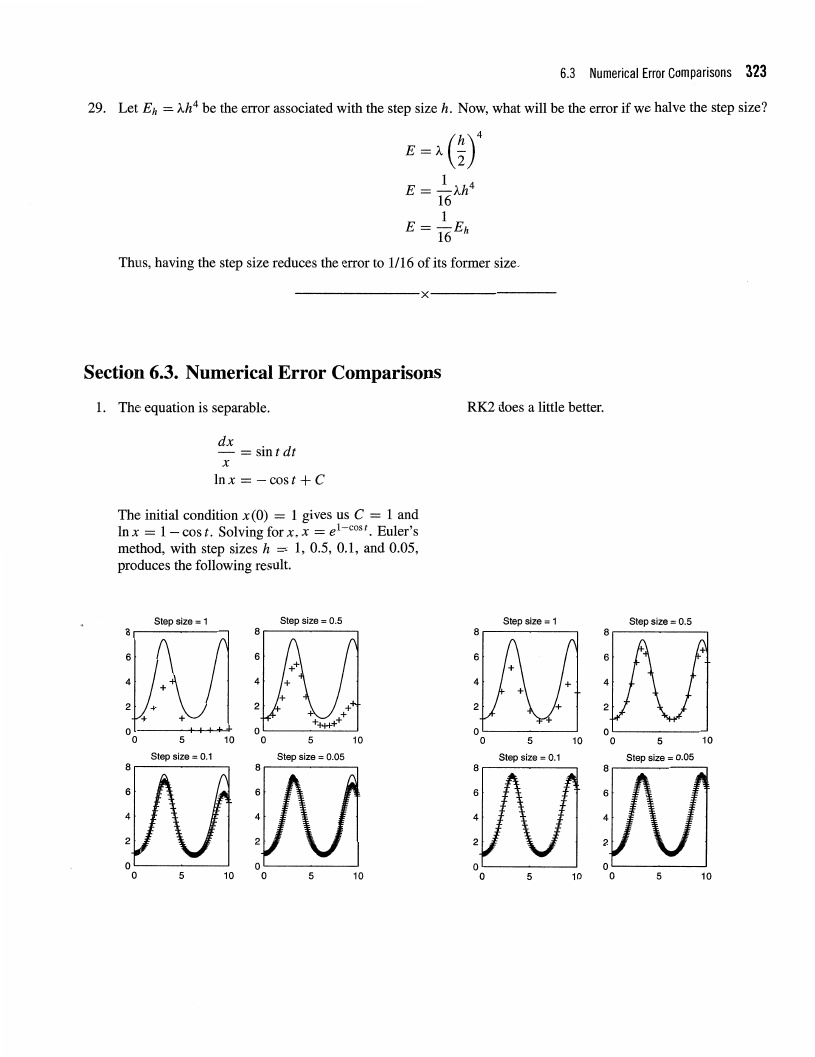 6.3 Numerical Error Comparisons 323
29. Let E_h = λh^4 be the error associated with the step size h. Now, what will be the error if we halve the step size?
E = λ (h/2)^4
E = 1/16 λh^4
E = 1/16 E_h
Thus, having the step size reduces the error to 1/16 of its former size.
×
Section 6.3. Numerical Error Comparisons
1. The equation is separable.
dx/x = sin t dt
ln x = − cos t + C
The initial condition x(0) = 1 gives us C = 1 and
ln x = 1 − cos t. Solving for x, x = e^{1−cos t}. Euler's
method, with step sizes h = 1, 0.5, 0.1, and 0.05,
produces the following result.
RK2 does a little better.
Step size = 1
8
6
4
2
0
0 5 10
Step size = 0.5
8
6
4
2
0
0 5 10
Step size = 0.1
8
6
4
2
0
0 5 10
Step size = 0.05
8
6
4
2
0
0 5 10
Step size = 1
8
6
4
2
0
0 5 10
Step size = 0.5
8
6
4
2
0
0 5 10
Step size = 0.1
8
6
4
2
0
0 5 10
Step size = 0.05
8
6
4
2
0
0 5 10